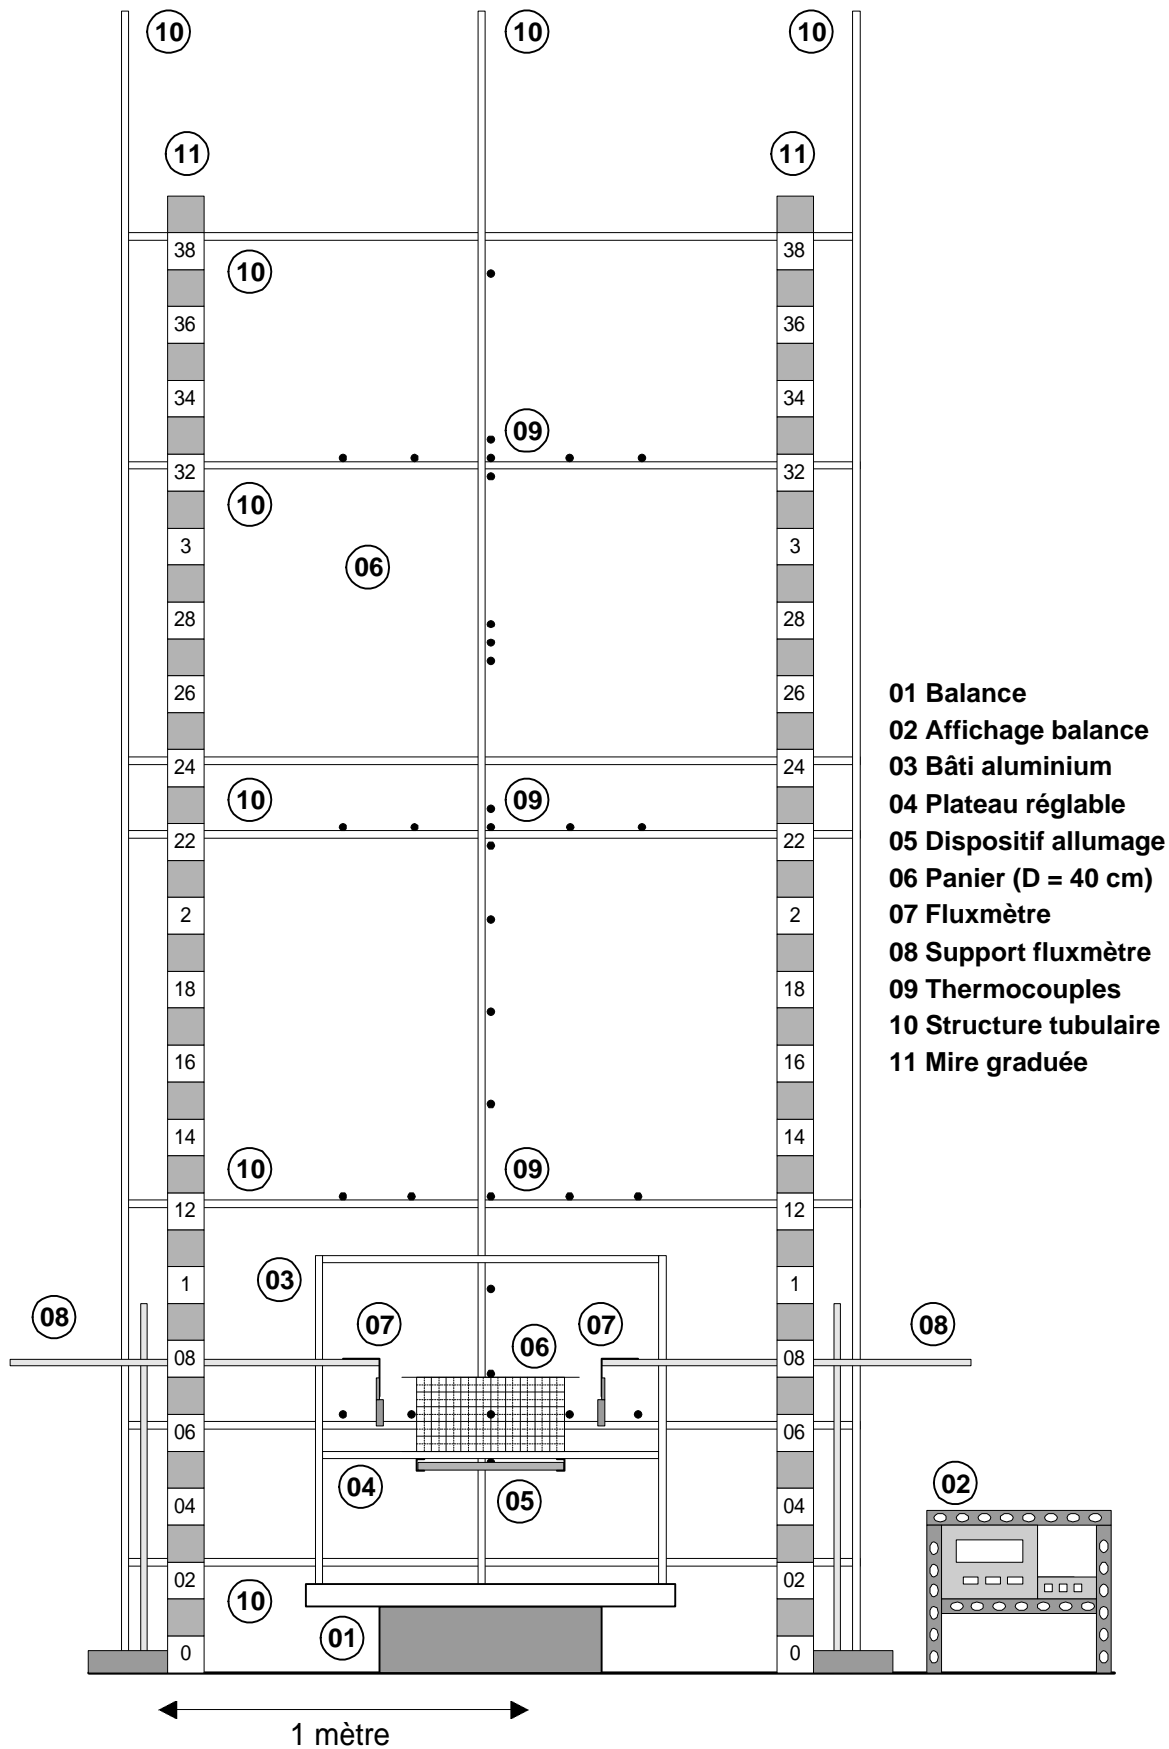 10 10 10
11 11
38 38
10
36 36
34 34
09
32 32
10
3 3
06
28 28
26 26
24 24
10 09
22 22
2 2
18 18
16 16
14 14
10 09
12 12
03 1 1
08 07 07 08
08 06 08
06 06
04 02
04 05 04
02 02
10
01
0 0
1 mètre
01 Balance
02 Affichage balance
03 Bâti aluminium
04 Plateau réglable
05 Dispositif allumage
06 Panier (D = 40 cm)
07 Fluxmètre
08 Support fluxmètre
09 Thermocouples
10 Structure tubulaire
11 Mire graduée